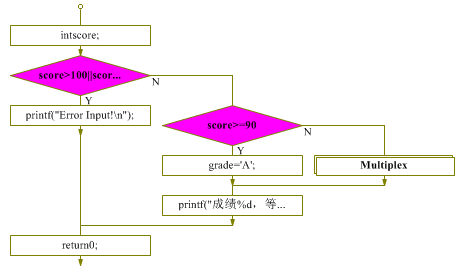 intscore;
score>100||scor...
N
Y
printf("Error Input!\n");
score>=90
N
Y
grade='A';
Multiplex
printf("成绩%d，等...
return0;